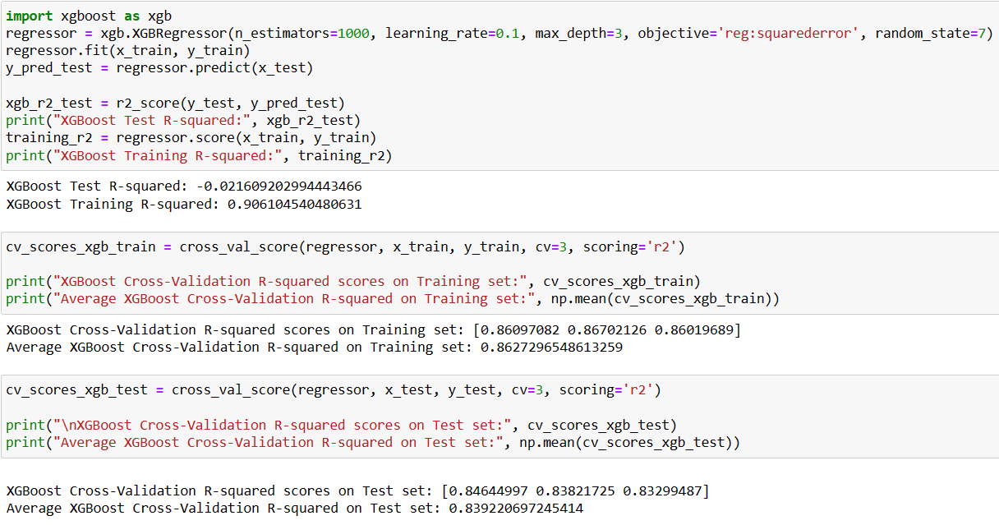 import xgboost as xgb
regressor = xgb.XGBRegressor(n_estimators=1000, learning_rate=0.1, max_depth=3, objective='reg:squarederror', random_state=7)
regressor.fit(x_train, y_train)
y_pred_test = regressor.predict(x_test)
xgb_r2_test = r2_score(y_test, y_pred_test)
print("XGBoost Test R-squared:", xgb_r2_test)
training_r2 = regressor.score(x_train, y_train)
print("XGBoost Training R-squared:", training_r2)
XGBoost Test R-squared: -0.021609202994443466
XGBoost Training R-squared: 0.906104540480631
cv_scores_xgb_train = cross_val_score(regressor, x_train, y_train, cv=3, scoring='r2')
print("XGBoost Cross-Validation R-squared scores on Training set:", cv_scores_xgb_train)
print("Average XGBoost Cross-Validation R-squared on Training set:", np.mean(cv_scores_xgb_train))
XGBoost Cross-Validation R-squared scores on Training set: [0.86097082 0.86702126 0.86019689]
Average XGBoost Cross-Validation R-squared on Training set: 0.8627296548613259
cv_scores_xgb_test = cross_val_score(regressor, x_test, y_test, cv=3, scoring='r2')
print("\nXGBoost Cross-Validation R-squared scores on Test set:", cv_scores_xgb_test)
print("Average XGBoost Cross-Validation R-squared on Test set:", np.mean(cv_scores_xgb_test))
XGBoost Cross-Validation R-squared scores on Test set: [0.84644997 0.83821725 0.83299487]
Average XGBoost Cross-Validation R-squared on Test set: 0.839220697245414